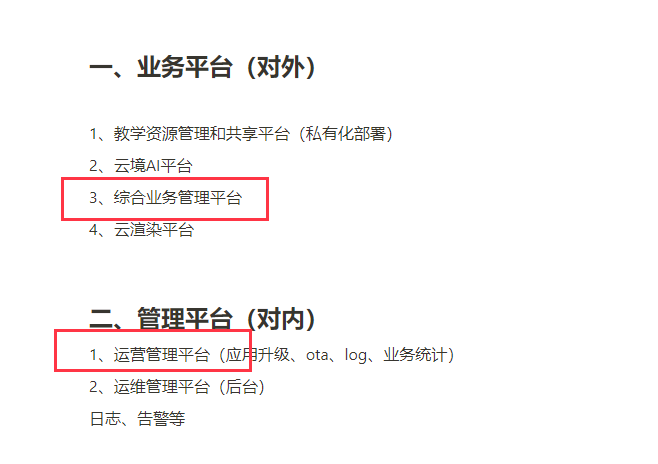 一、业务平台（对外）
1、教学资源管理和共享平台（私有化部署）
2、云境AI平台
3、综合业务管理平台
4、云渲染平台
二、管理平台（对内）
1、运营管理平台（应用升级、ota、log、业务统计）
2、运维管理平台（后台）
日志、告警等